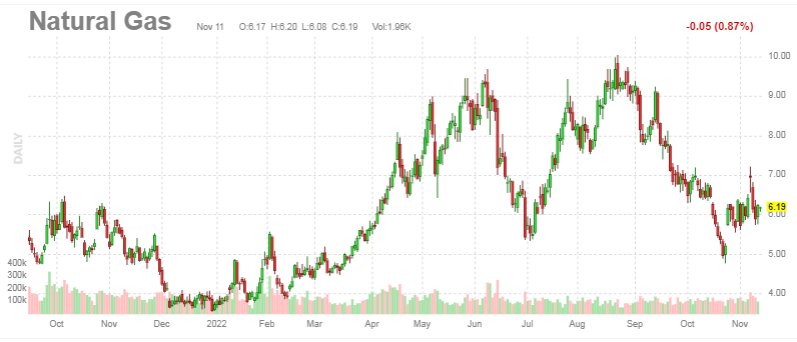 Natural Gas Nov 11 O:6.17 H:6.20 L:6.08 C:6.19 Vol:1.96K -0.05 (0.87%)
10.00
9.00
8.00
DAILY
7.00
6.19
6.00
5.00
400k
300k
4.00
200k
100k
Oct Nov Dec 2022 Feb Mar Apr May Jun Jul Aug Sep Oct Nov